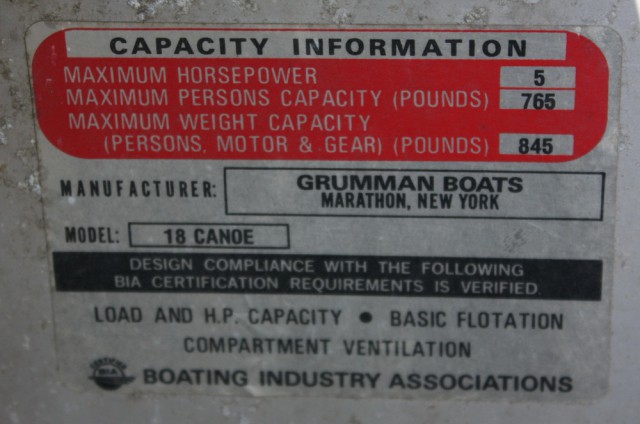 CAPACITY INFORMATION
MAXIMUM HORSEPOWER 5
MAXIMUM PERSONS CAPACITY (POUNDS) 765
MAXIMUM WEIGHT CAPACITY
(PERSONS, MOTOR & GEAR) (POUNDS) 845
MANUFACTURER: GRUMMAN BOATS
MARATHON, NEW YORK
MODEL: 18 CANOE
DESIGN COMPLIANCE WITH THE FOLLOWING
BIA CERTIFICATION REQUIREMENTS IS VERIFIED.
LOAD AND H.P. CAPACITY • BASIC FLOTATION
COMPARTMENT VENTILATION
CERTIFIED
BIA
BOATING INDUSTRY ASSOCIATIONS